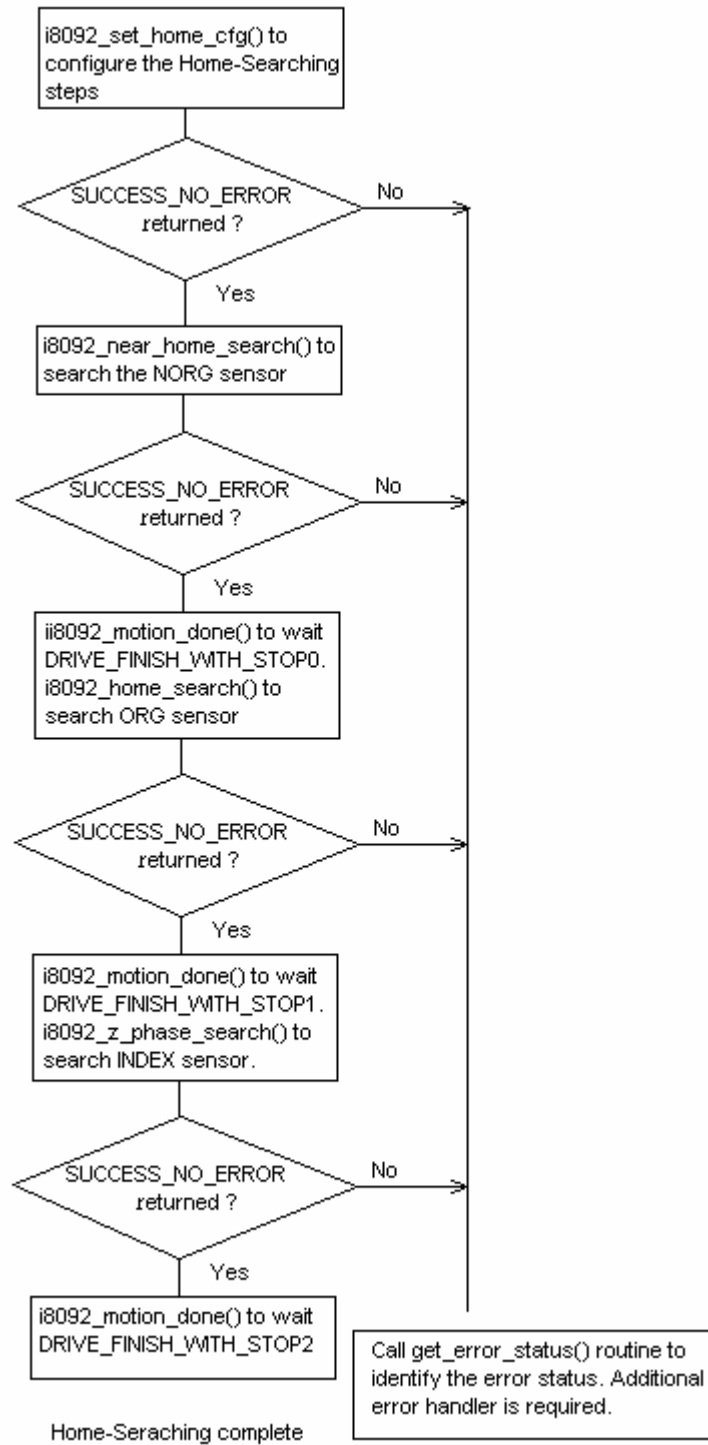 i8092_set_home_cfg() to
configure the Home-Searching
steps
SUCCESS_NO_ERROR
returned ?
No
Yes
i8092_near_home_search() to
search the NORG sensor
SUCCESS_NO_ERROR
returned ?
No
Yes
ii8092_motion_done() to wait
DRIVE_FINISH_WITH_STOP0.
i8092_home_search() to
search ORG sensor
SUCCESS_NO_ERROR
returned ?
No
Yes
i8092_motion_done() to wait
DRIVE_FINISH_WITH_STOP1.
i8092_z_phase_search() to
search INDEX sensor.
SUCCESS_NO_ERROR
returned ?
No
Yes
i8092_motion_done() to wait
DRIVE_FINISH_WITH_STOP2
Call get_error_status() routine to
identify the error status. Additional
error handler is required.
Home-Seraching complete